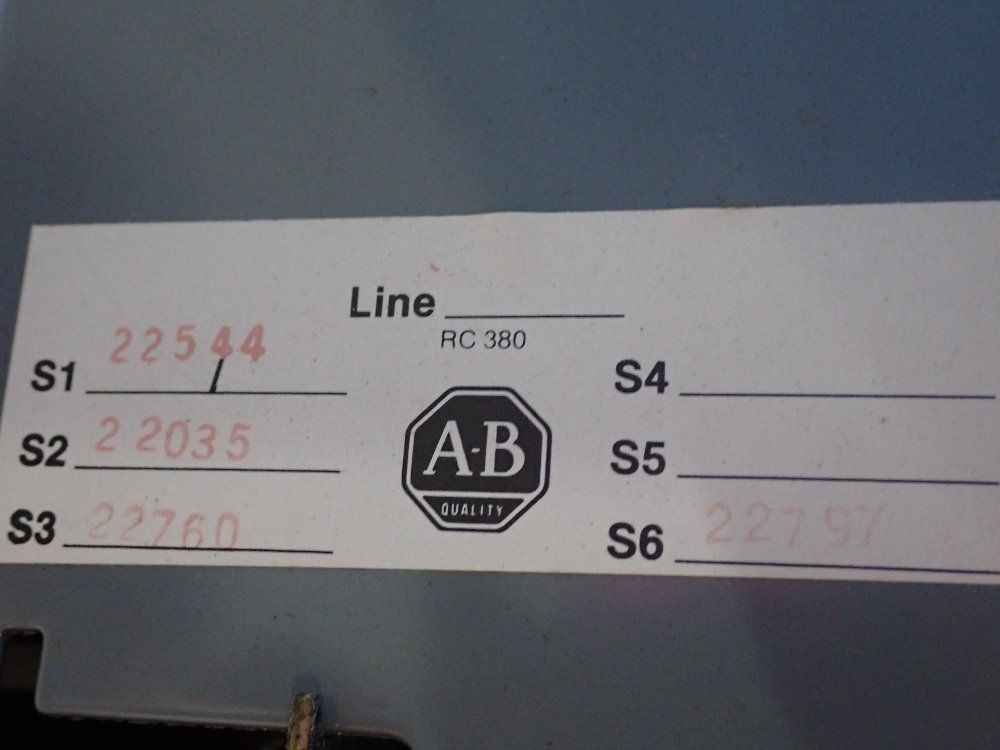 Line
RC 380
S1 22544
S2 22035
S3 22760
A-B
QUALITY
S4
S5
S6 22797